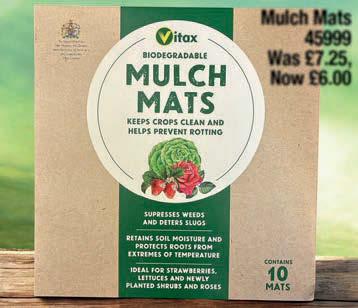 Mulch Mats
45999
Was £7.25,
Now £6.00
Vitax
BIODEGRADABLE
MULCH
MATS
KEEPS CROPS CLEAN AND
HELPS PREVENT ROTTING
SUPRESSES WEEDS
AND DETERS SLUGS
RETAINS SOIL MOISTURE AND
PROTECTS ROOTS FROM
EXTREMES OF TEMPERATURE
IDEAL FOR STRAWBERRIES,
LETTUCES AND NEWLY
PLANTED SHRUBS AND ROSES
CONTAINS
10
MATS